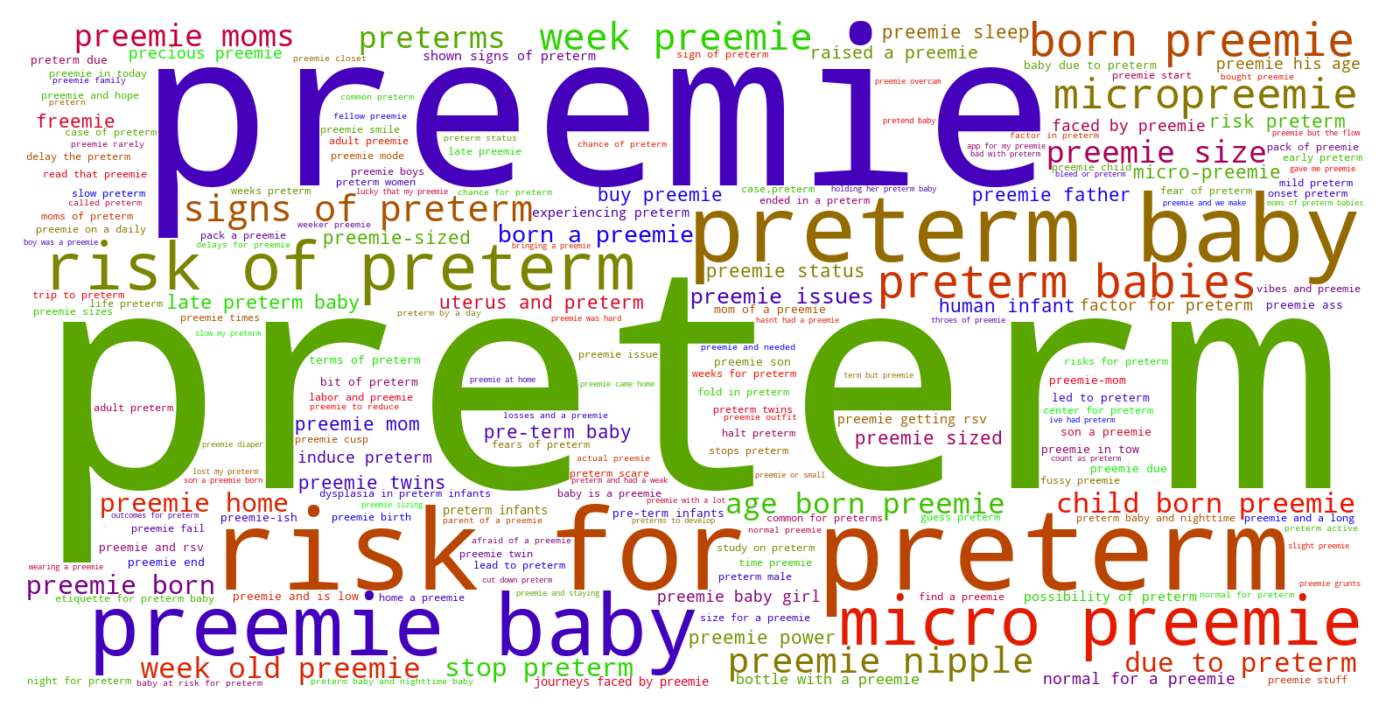 preemie moms
preterms
week preemie
preemie sleep
born preemie
precious preemie
shown signs of preterm
sign of preterm
raised a preemie
preterm due
preemie closet
baby due to preterm
preemie his age
preemie in today
preemie family
preemie
preemie overcam
preemie start
bought preemie
preemie and hope
pretern
common preterm
micropreemie
freemie
fellow preemie
pretend baby
faced by preemie
risk preterm
case of preterm
preemie smile
preterm status
factor in preterm
preemie but the flow
preemie rarely
adult preemie
chance of preterm
app for my preemie
pack of preemie
delay the preterm
preemie mode
late preemie
bad with preterm
preemie size
early preterm
read that preemie
preemie boys
preemie child
gave me preemie
bleed or preterm
micro-preemie
slow preterm
preterm women
weeks preterm
lucky that my preemie
chance for preterm
buy preemie
case,preterm
holding her preterm baby
preemie father
fear of preterm
mild preterm
onset preterm
called preterm
ended in a preterm
preemie and we make
moms of preterm babies
moms of preterm
signs of preterm
experiencing preterm
preterm baby
preemie on a daily
weeker preemie
pack a preemie
preemie-sized
born a preemie
boy was a preemie
delays for preemie
bringing a preemie
risk of preterm
preemie status
preterm babies
vibes and preemie
trip to preterm
life preterm
late preterm baby
uterus and preterm
preemie issues
human infant
factor for preterm
preemie ass
preemie sizes
preemie times
preterm by a day
preemie was hard
mom of a preemie
hasnt had a preemie
throes of preemie
preterm
slow my preterm
terms of preterm
preemie issue
preemie and needed
preemie son
risks for preterm
bit of preterm
preemie at home
preemie came home
weeks for preterm
term but preemie
preemie-mom
labor and preemie
fold in preterm
led to preterm
adult preterm
preemie to reduce
losses and a preemie
preterm twins
preemie outfit
center for preterm
ive had preterm
preemie mom
pre-term baby
preemie getting rsv
preemie cusp
halt preterm
preemie sized
son a preemie
count as preterm
preemie diaper
fears of preterm
stops preterm
preemie in tow
induce preterm
actual preemie
preemie due
lost my preterm
son a preemie born
preemie twins
preterm scare
preterm and had a weak
preemie or small
fussy preemie
dysplasia in preterm infants
baby is a preemie
preemie with a lot
preemie home
preemie sizing
preterm infants
pre-term infants
age born preemie
child born preemie
outcomes for preterm
preemie-ish
preemie birth
parent of a preemie
preterms to develop
common for preterms
guess preterm
preterm baby and nighttime
preemie and a long
preemie fail
normal preemie
preterm active
preemie and rsv
risk for preterm
afraid of a preemie
study on preterm
slight preemie
preemie end
preemie twin
time preemie
wearing a preemie
lead to preterm
cut down preterm
preterm male
preemie grunts
preemie born
etiquette for preterm baby
preemie and is low
home a preemie
preemie and staying
preemie baby girl
find a preemie
possibility of preterm
normal for preterm
preemie baby
size for a preemie
micro preemie
preemie power
week old preemie
stop preterm
preemie nipple
due to preterm
night for preterm
baby at risk for preterm
preterm baby and nighttime baby
journeys faced by preemie
bottle with a preemie
normal for a preemie
preemie stuff